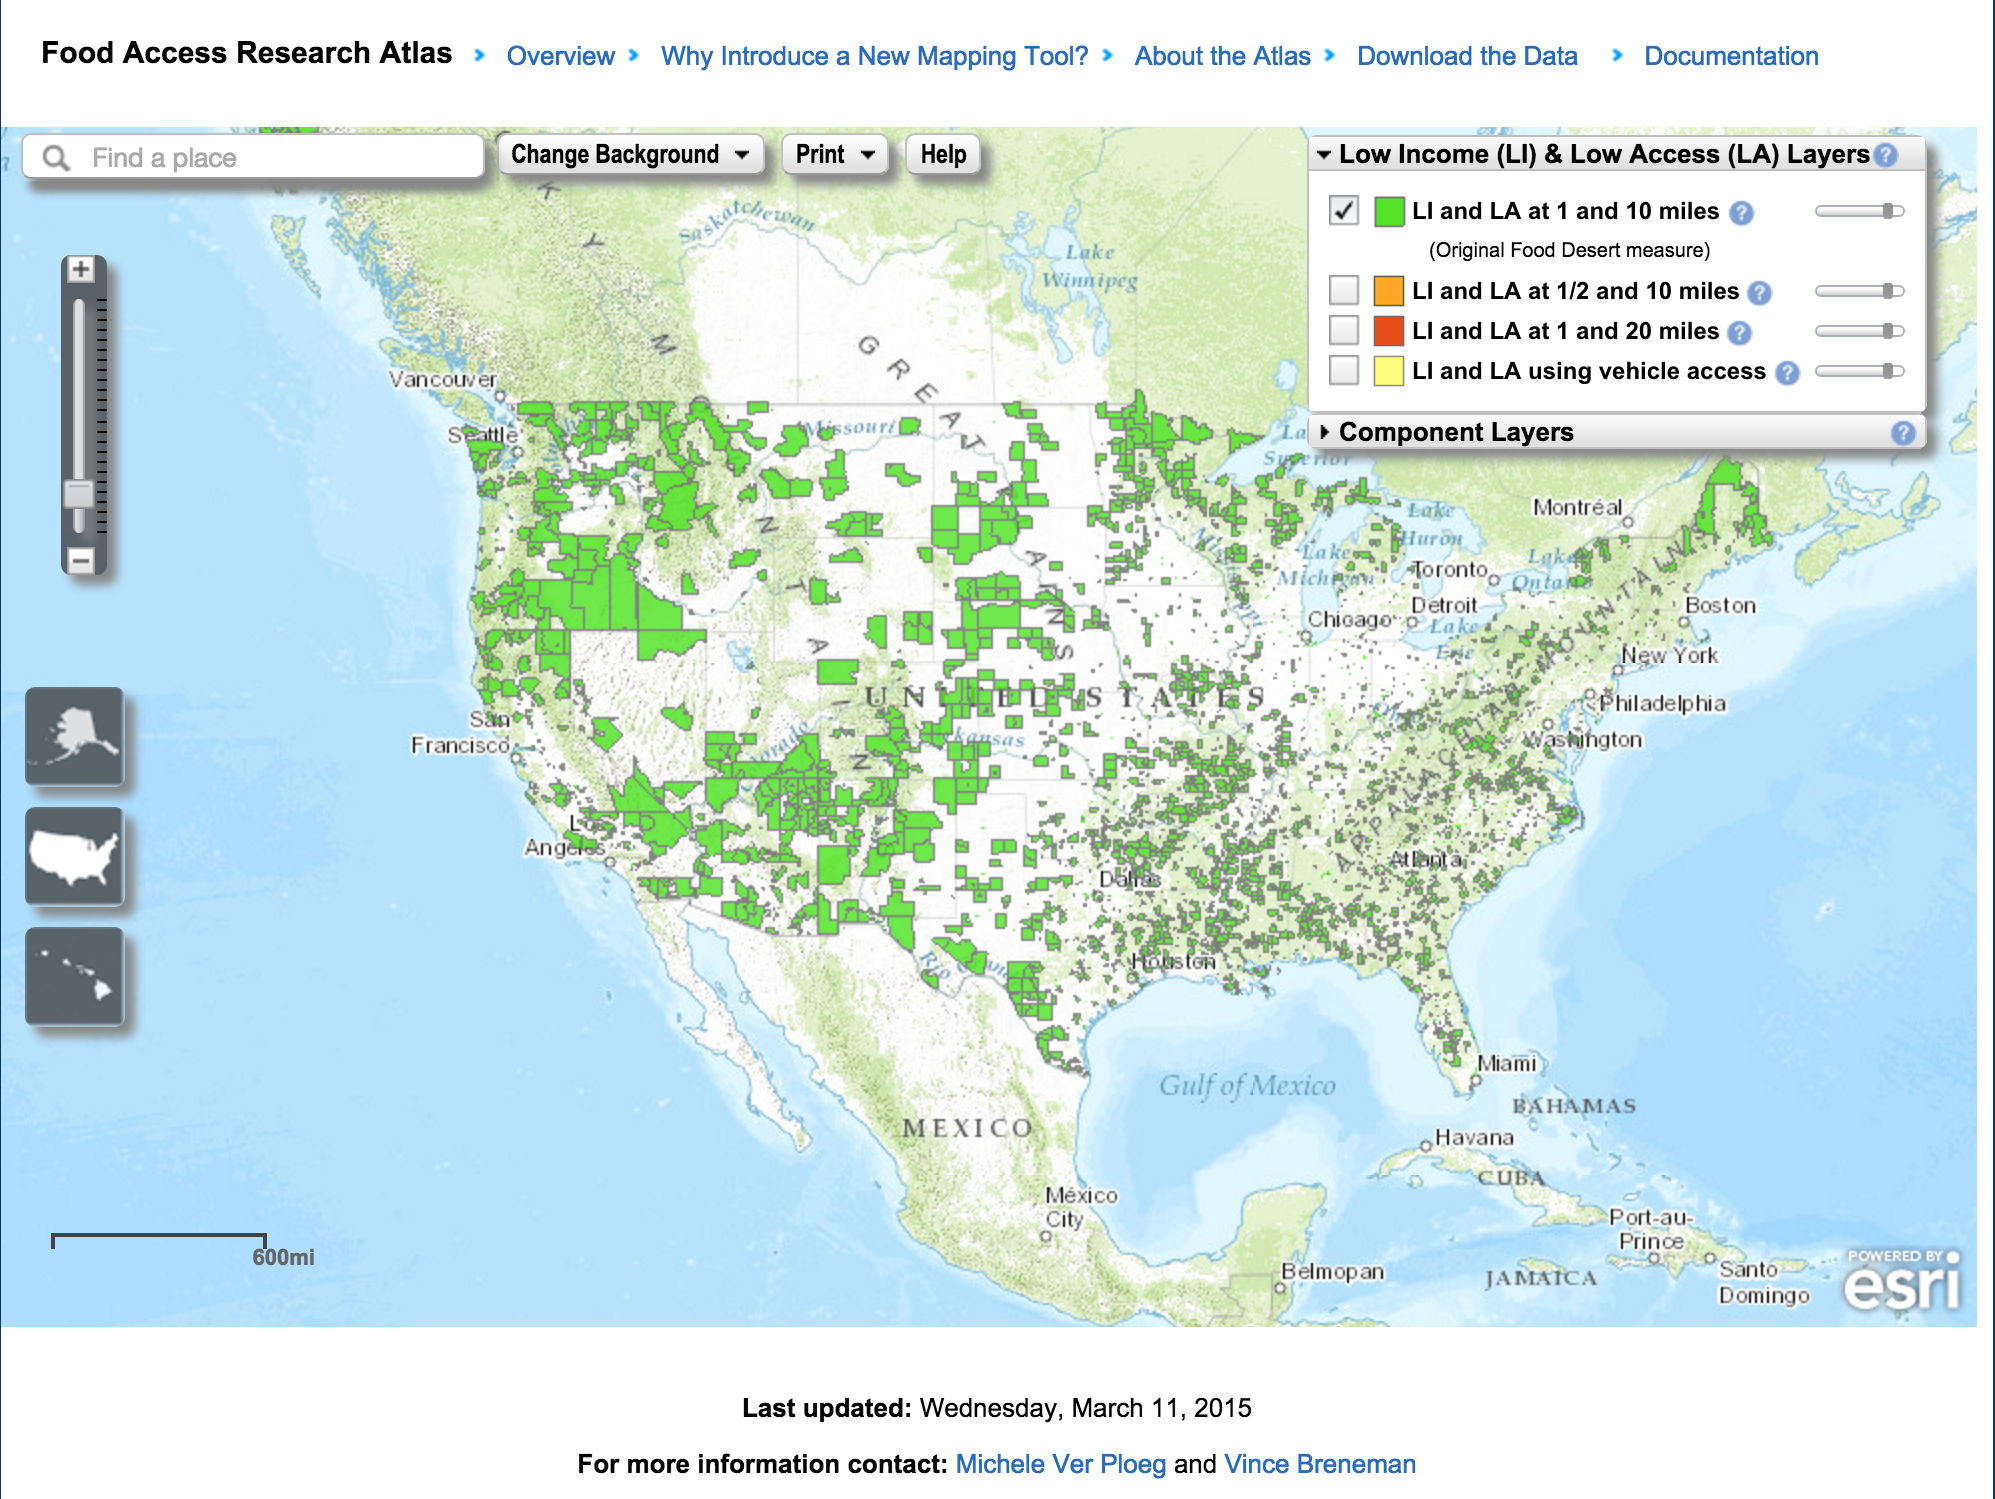 Food Access Research Atlas
Overview
Why Introduce a New Mapping Tool?
About the Atlas
Download the Data
Documentation
Find a place
Change Background
Print
Help
Low Income (LI) & Low Access (LA) Layers
LI and LA at 1 and 10 miles
(Original Food Desert measure)
LI and LA at 1/2 and 10 miles
LI and LA at 1 and 20 miles
LI and LA using vehicle access
Component Layers
Saskatchewan
Lake
Winnipeg
GREAT
Vancouver
Seattle
Missouri
Superior
Montréal
Lake
Huron
Lake
Michigan
Toronto
Lake
Ontario
Boston
Chicago
Detroit
Lake
Erie
New York
UNITED STATES
Philadelphia
San
Francisco
Washington
Colorado
Ohio
APPALACHIAN MOUNTAINS
Los
Angeles
Atlanta
Dallas
Houston
Miami
Gulf of Mexico
BAHAMAS
MEXICO
Havana
CUBA
México
City
Port-au-
Prince
Santo
Domingo
Belmopan
JAMAICA
600mi
POWERED BY
esri
Last updated: Wednesday, March 11, 2015
For more information contact: Michele Ver Ploeg and Vince Breneman